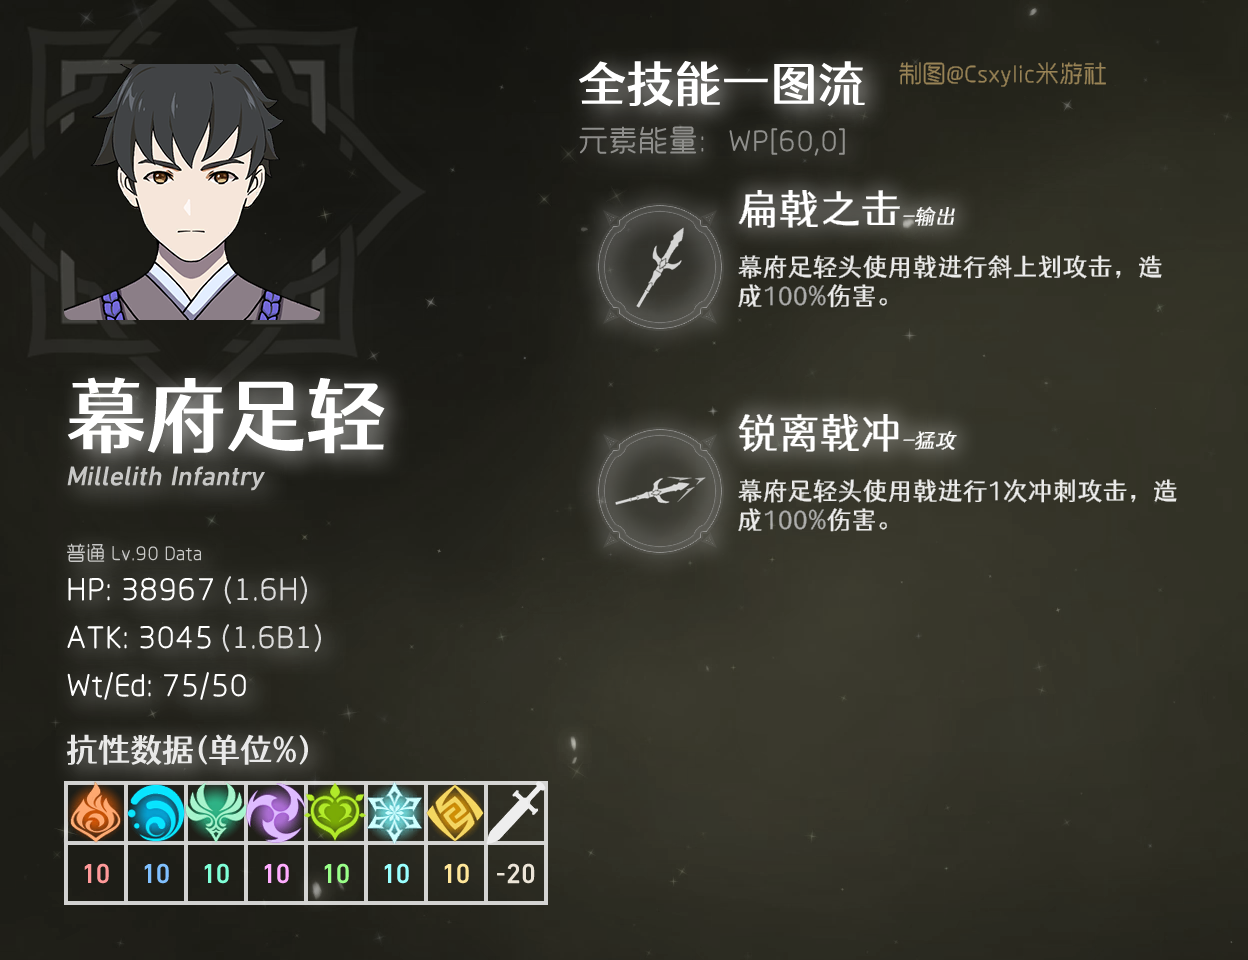 全技能一图流
制图@Csxylic米游社
元素能量: WP[60,0]
扁戟之击-输出
幕府足轻头使用戟进行斜上划攻击，造
成100%伤害。
锐离戟冲-猛攻
幕府足轻头使用戟进行1次冲刺攻击，造
成100%伤害。
幕府足轻
Millelith Infantry
普通 Lv.90 Data
HP: 38967 (1.6H)
ATK: 3045 (1.6B1)
Wt/Ed: 75/50
抗性数据(单位%)
10 10 10 10 10 10 10 -20